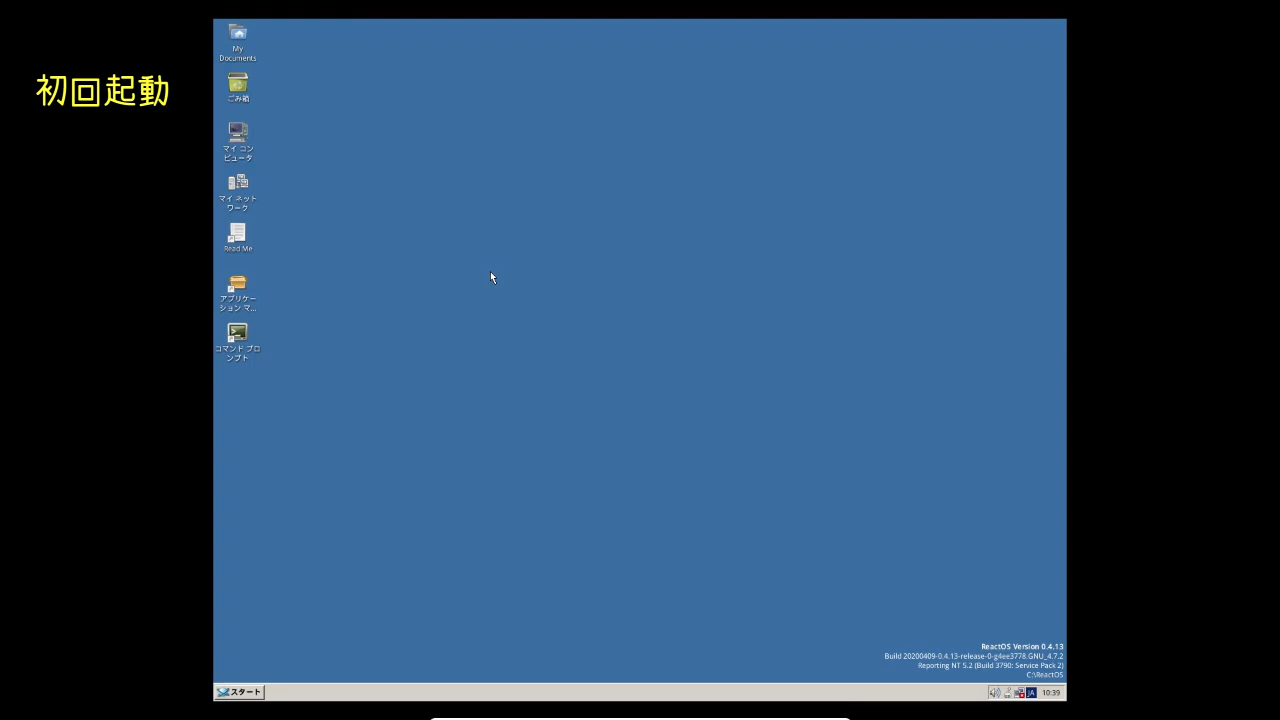 初回起動
My
Documents
ごみ箱
マイ コン
ピュータ
マイ ネット
ワーク
Read Me
アプリケー
ション マ...
コマンド プロ
ンプト
ReactOS Version 0.4.13
Build 20200409-0.4.13-release-0-g4ee3778.GNU_4.7.2
Reporting NT 5.2 (Build 3790: Service Pack 2)
C:\ReactOS
スタート
JA
10:39